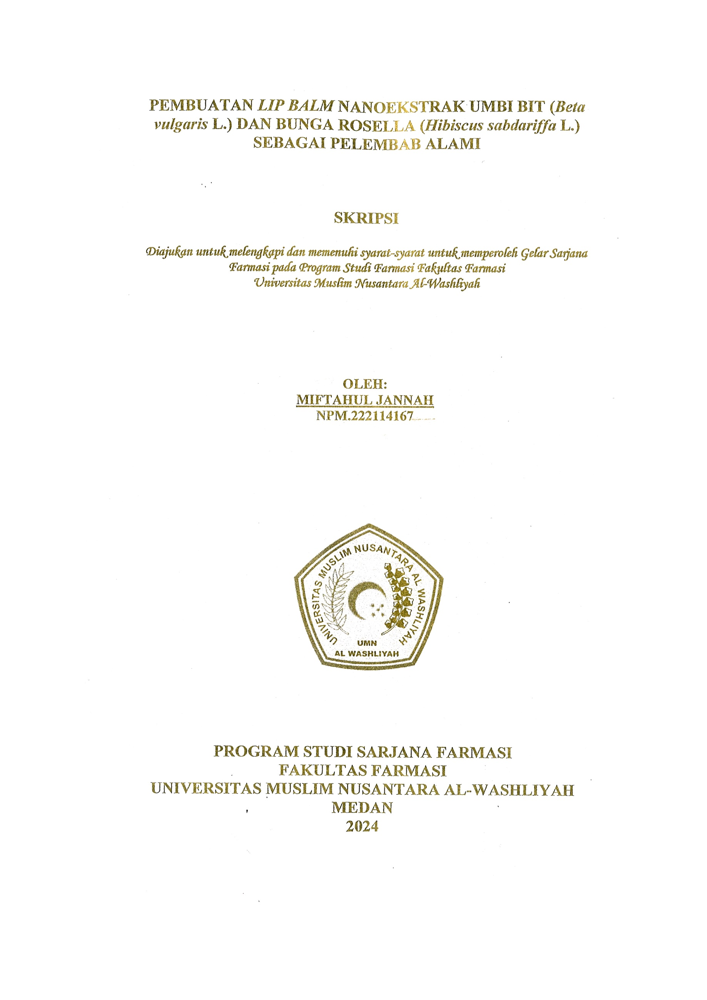 PEMBUATAN LIP BALM NANOEKSTRAK UMBI BIT (Beta
vulgaris L.) DAN BUNGA ROSELLA (Hibiscus sabdariffa L.)
SEBAGAI PELEMBAB ALAMI
SKRIPSI
Diajukan untuk melengkapi dan memenuhi syarat-syarat untuk memperoleh Gelar Sarjana
Farmasi pada Program Studi Farmasi Fakultas Farmasi
Universitas Muslim Nusantara Al-Washliyah
OLEH:
MIFTAHUL JANNAH
NPM.222114167
UNIVERSITAS MUSLIM NUSANTARA AL WASHLIYAH
UMN
AL WASHLIYAH
PROGRAM STUDI SARJANA FARMASI
FAKULTAS FARMASI
UNIVERSITAS MUSLIM NUSANTARA AL-WASHLIYAH
MEDAN
2024